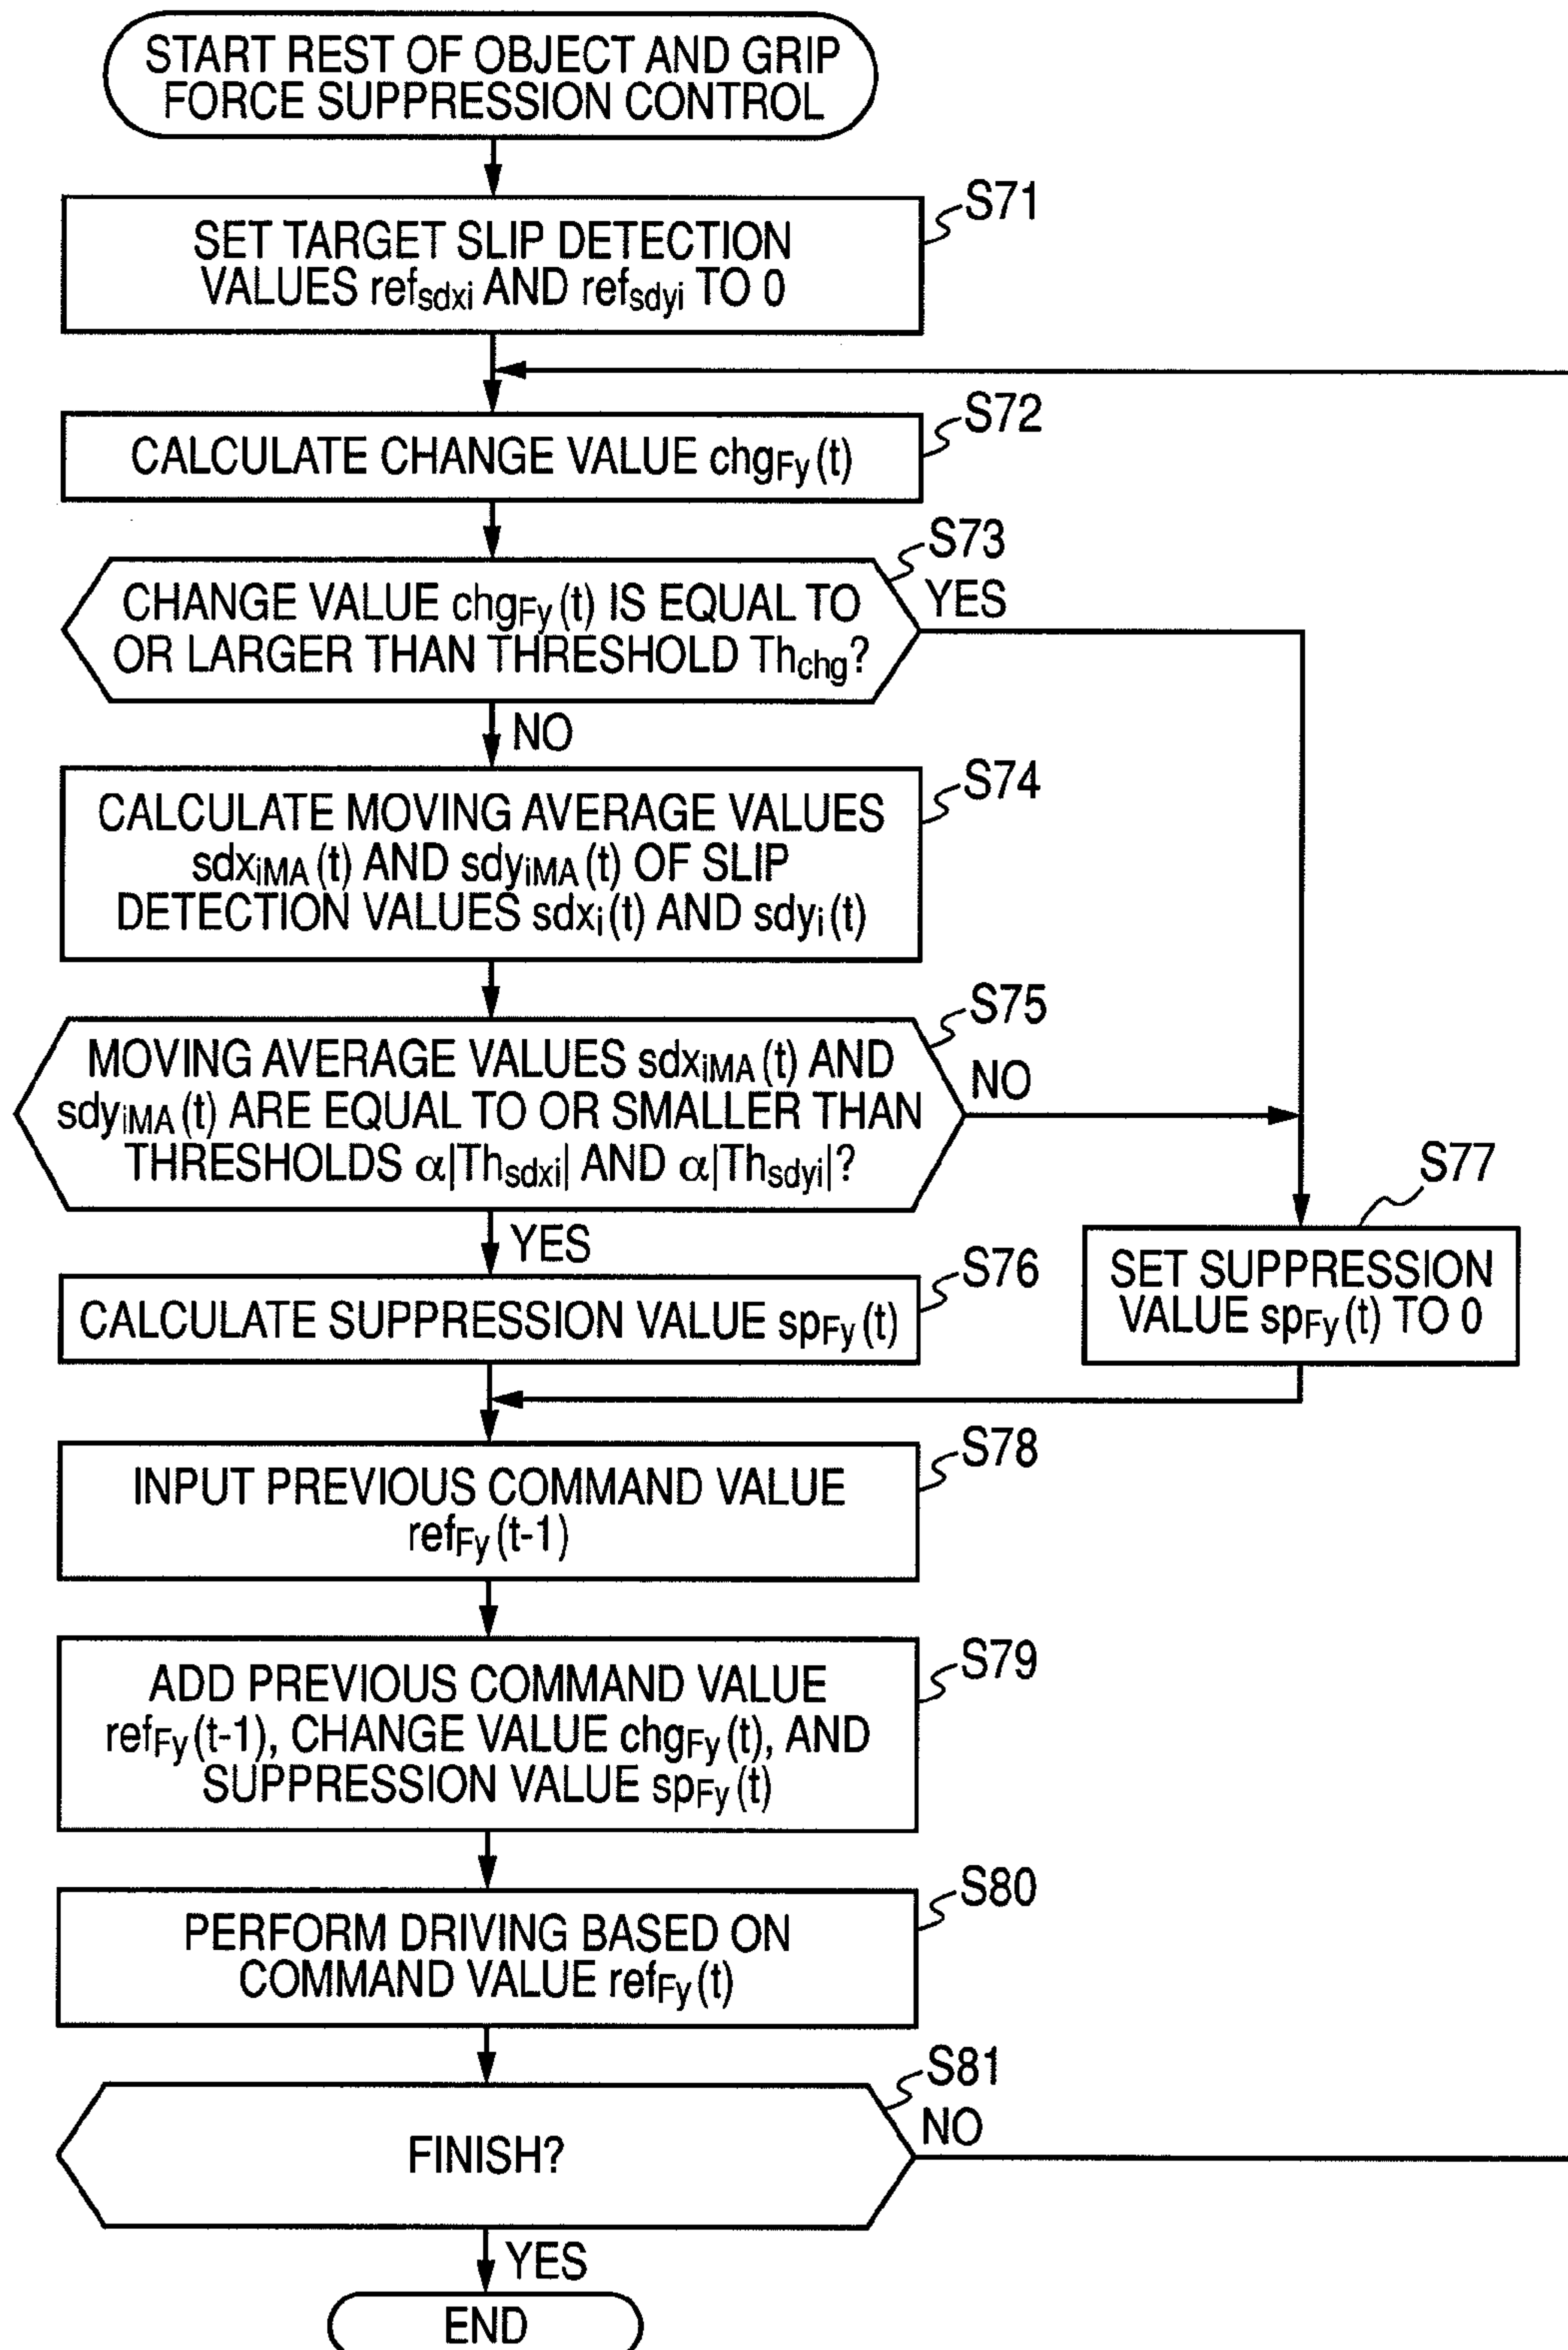 START REST OF OBJECT AND GRIP
FORCE SUPPRESSION CONTROL
S71
SET TARGET SLIP DETECTION
VALUES refsdxi AND refsdyi TO 0
S72
CALCULATE CHANGE VALUE chgFy(t)
S73
CHANGE VALUE chgFy(t) IS EQUAL TO
OR LARGER THAN THRESHOLD Thchg?
YES
NO
S74
CALCULATE MOVING AVERAGE VALUES
sdxiMA(t) AND sdyiMA(t) OF SLIP
DETECTION VALUES sdxi(t) AND sdyi(t)
S75
MOVING AVERAGE VALUES sdxiMA(t) AND
sdyiMA(t) ARE EQUAL TO OR SMALLER THAN
THRESHOLDS α|Thsdxi| AND α|Thsdyi|?
NO
YES
S76
CALCULATE SUPPRESSION VALUE spFy(t)
S77
SET SUPPRESSION
VALUE spFy(t) TO 0
S78
INPUT PREVIOUS COMMAND VALUE
refFy(t-1)
S79
ADD PREVIOUS COMMAND VALUE
refFy(t-1), CHANGE VALUE chgFy(t), AND
SUPPRESSION VALUE spFy(t)
S80
PERFORM DRIVING BASED ON
COMMAND VALUE refFy(t)
S81
FINISH?
NO
YES
END